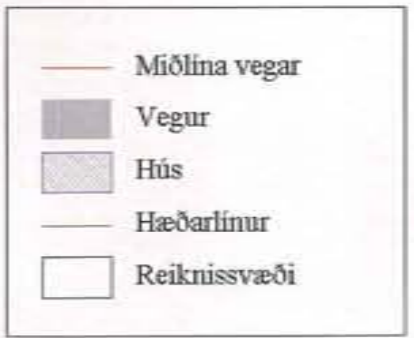 Miðlína vegar
Vegur
Hús
Hæðarlínur
Reiknissvæði